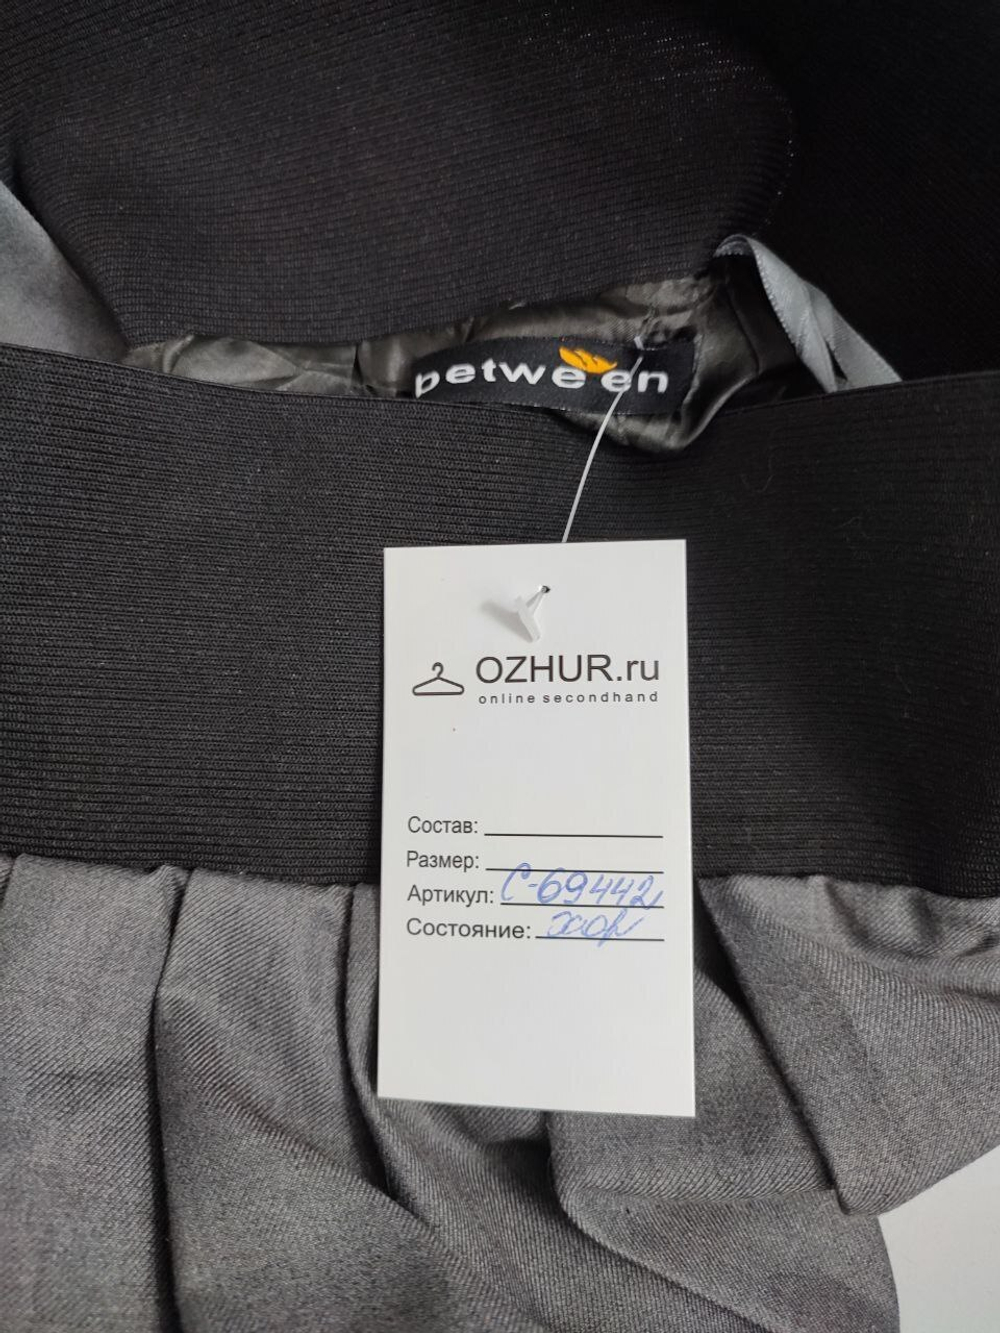 between
OZHUR.ru
online secondhand
Состав:
Размер:
Артикул: С-69442
Состояние: хор